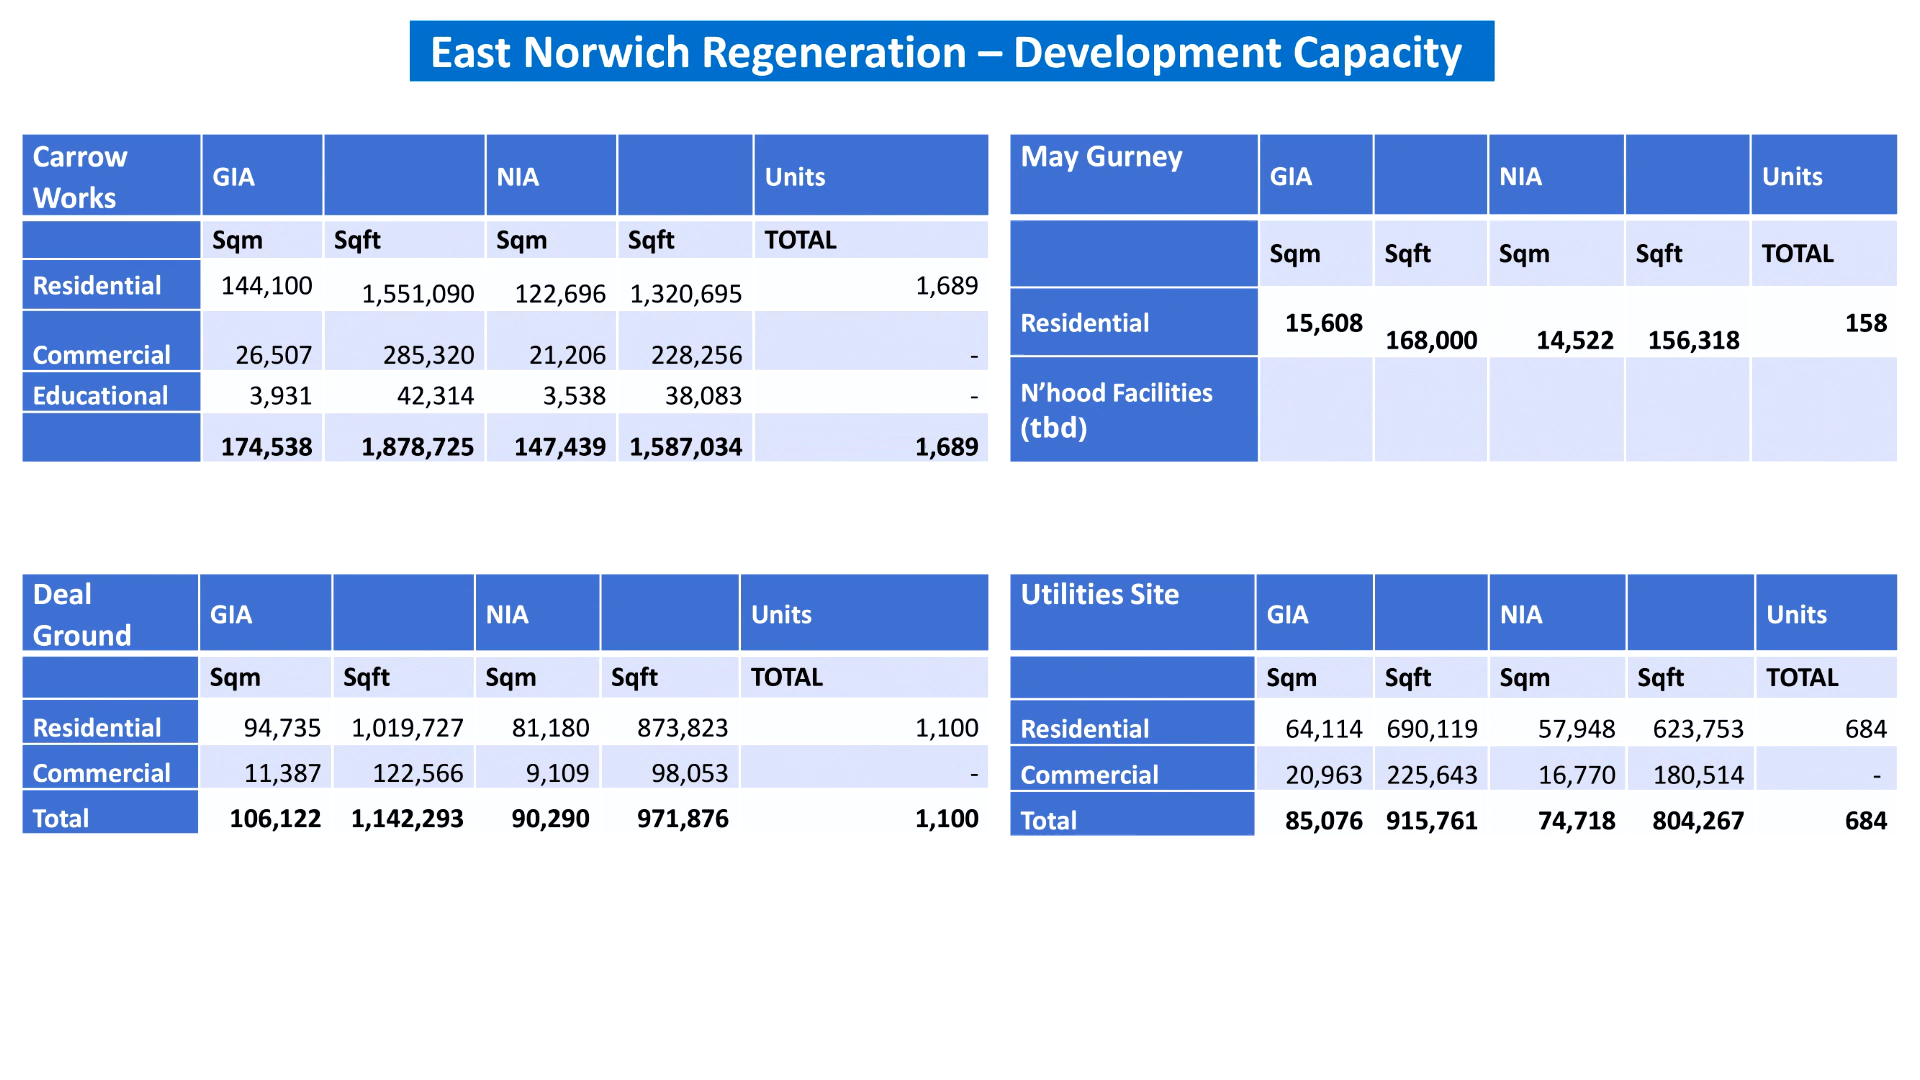 East Norwich Regeneration – Development Capacity
Carrow
Works
GIA NIA Units
Sqm Sqft Sqm Sqft TOTAL
Residential 144,100 1,551,090 122,696 1,320,695 1,689
Commercial 26,507 285,320 21,206 228,256 -
Educational 3,931 42,314 3,538 38,083 -
174,538 1,878,725 147,439 1,587,034 1,689
May Gurney GIA NIA Units
Sqm Sqft Sqm Sqft TOTAL
Residential 15,608 168,000 14,522 156,318 158
N’hood Facilities
(tbd)
Deal
Ground
GIA NIA Units
Sqm Sqft Sqm Sqft TOTAL
Residential 94,735 1,019,727 81,180 873,823 1,100
Commercial 11,387 122,566 9,109 98,053 -
Total 106,122 1,142,293 90,290 971,876 1,100
Utilities Site GIA NIA Units
Sqm Sqft Sqm Sqft TOTAL
Residential 64,114 690,119 57,948 623,753 684
Commercial 20,963 225,643 16,770 180,514 -
Total 85,076 915,761 74,718 804,267 684